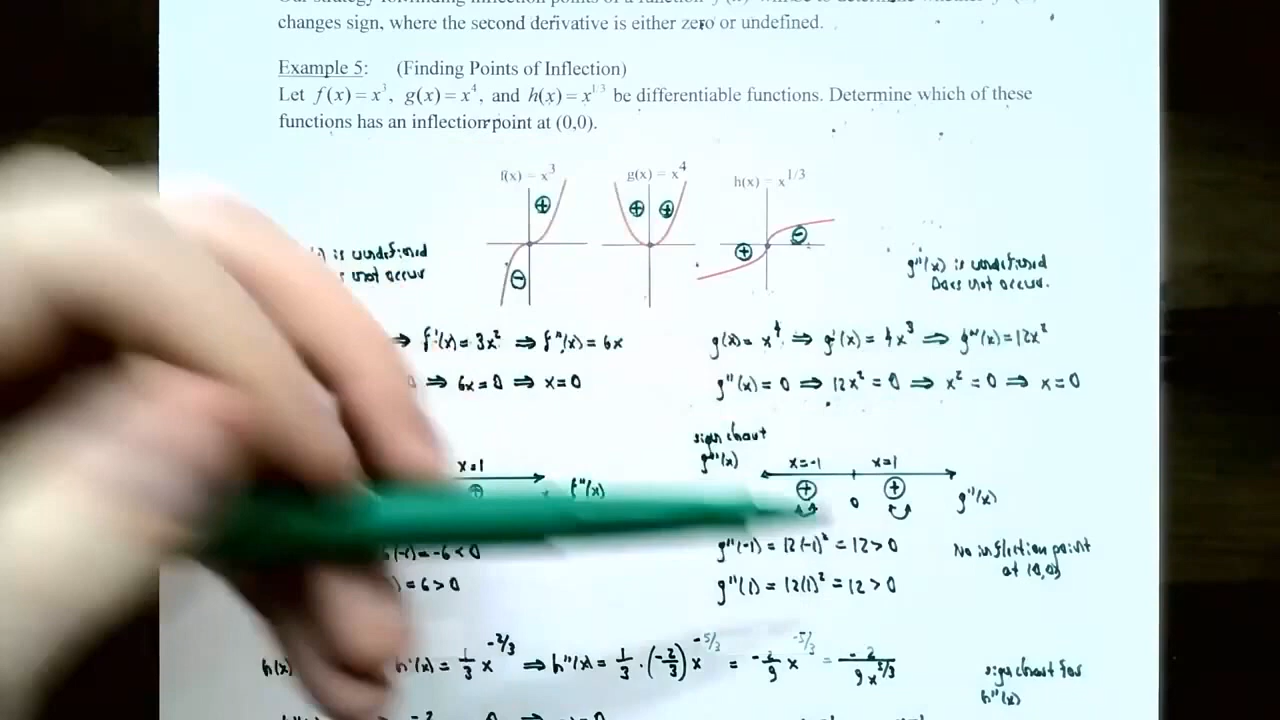 changes sign, where the second derivative is either zero or undefined.
Example 5: (Finding Points of Inflection)
Let f(x) = x³, g(x) = x⁴, and h(x) = x^1/3 be differentiable functions. Determine which of these
functions has an inflection point at (0,0).
f(x) = x³ g(x) = x⁴ h(x) = x^1/3
⊕ ⊕ ⊕ ⊖ ⊕ ⊖
is undefined
not occur
g''(x) is undefined
Does not occur.
⇒ f'(x) = 3x² ⇒ f''(x) = 6x
⇒ 6x = 0 ⇒ x = 0
g(x) = x⁴ ⇒ g'(x) = 4x³ ⇒ g''(x) = 12x²
g''(x) = 0 ⇒ 12x² = 0 ⇒ x² = 0 ⇒ x = 0
x=1
⊕ f''(x)
sign chart
g''(x) x=-1 x=1
⊕ 0 ⊕ g''(x)
(-1) = -6 < 0
) = 6 > 0
g''(-1) = 12(-1)² = 12 > 0
g''(1) = 12(1)² = 12 > 0
No inflection point
at (0,0)
h(x) h'(x) = 1/3 x^-2/3 ⇒ h''(x) = 1/3 · (-2/3) x^-5/3 = -2/9 x^-5/3 = -2/9x^5/3
sign chart for
h''(x)